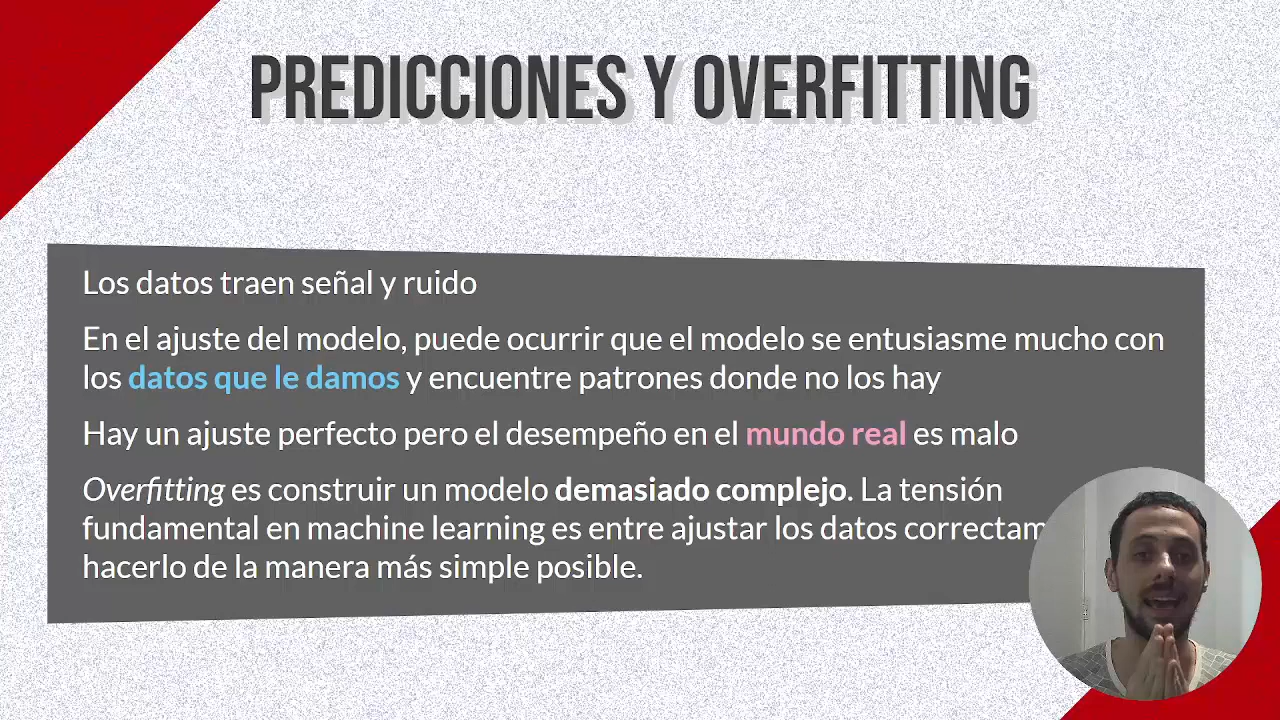 PREDICCIONES Y OVERFITTING
Los datos traen señal y ruido
En el ajuste del modelo, puede ocurrir que el modelo se entusiasme mucho con
los datos que le damos y encuentre patrones donde no los hay
Hay un ajuste perfecto pero el desempeño en el mundo real es malo
Overfitting es construir un modelo demasiado complejo. La tensión
fundamental en machine learning es entre ajustar los datos
hacerlo de la manera más simple posible.